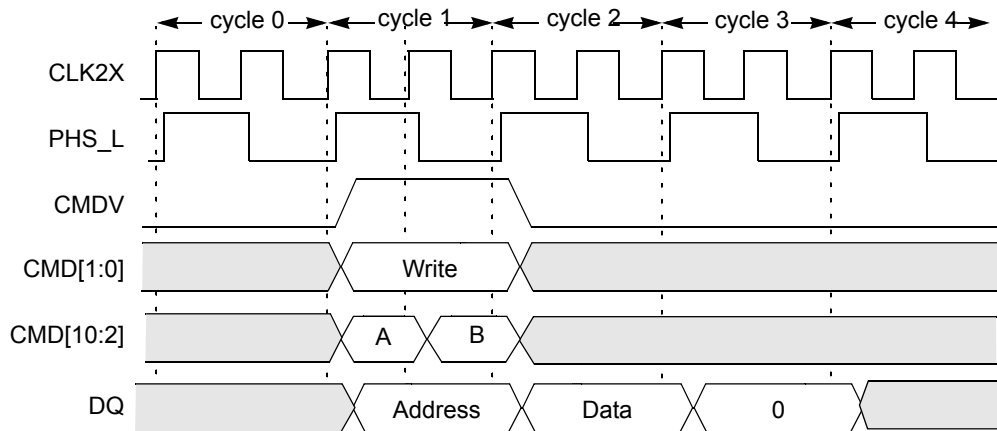 cycle 0 cycle 1 cycle 2 cycle 3 cycle 4
CLK2X
PHS_L
CMDV
CMD[1:0] Write
CMD[10:2] A B
DQ Address Data 0